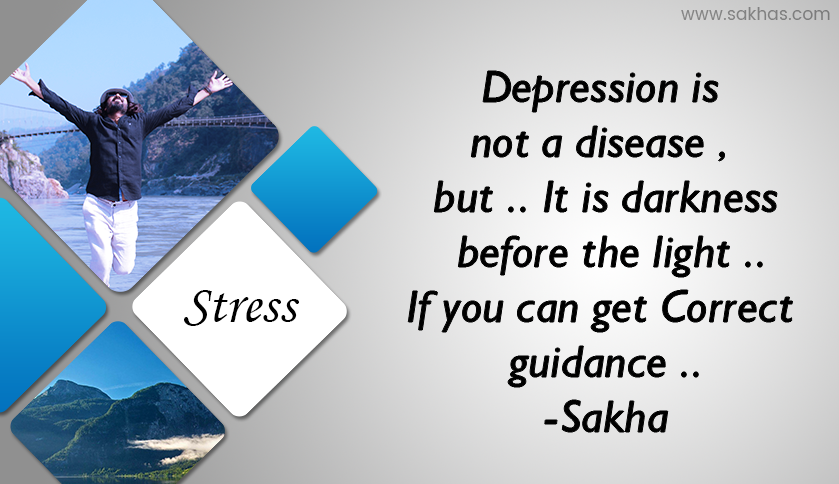 www.sakhas.com
Depression is
not a disease ,
but .. It is darkness
before the light ..
If you can get Correct
guidance ..
-Sakha
Stress